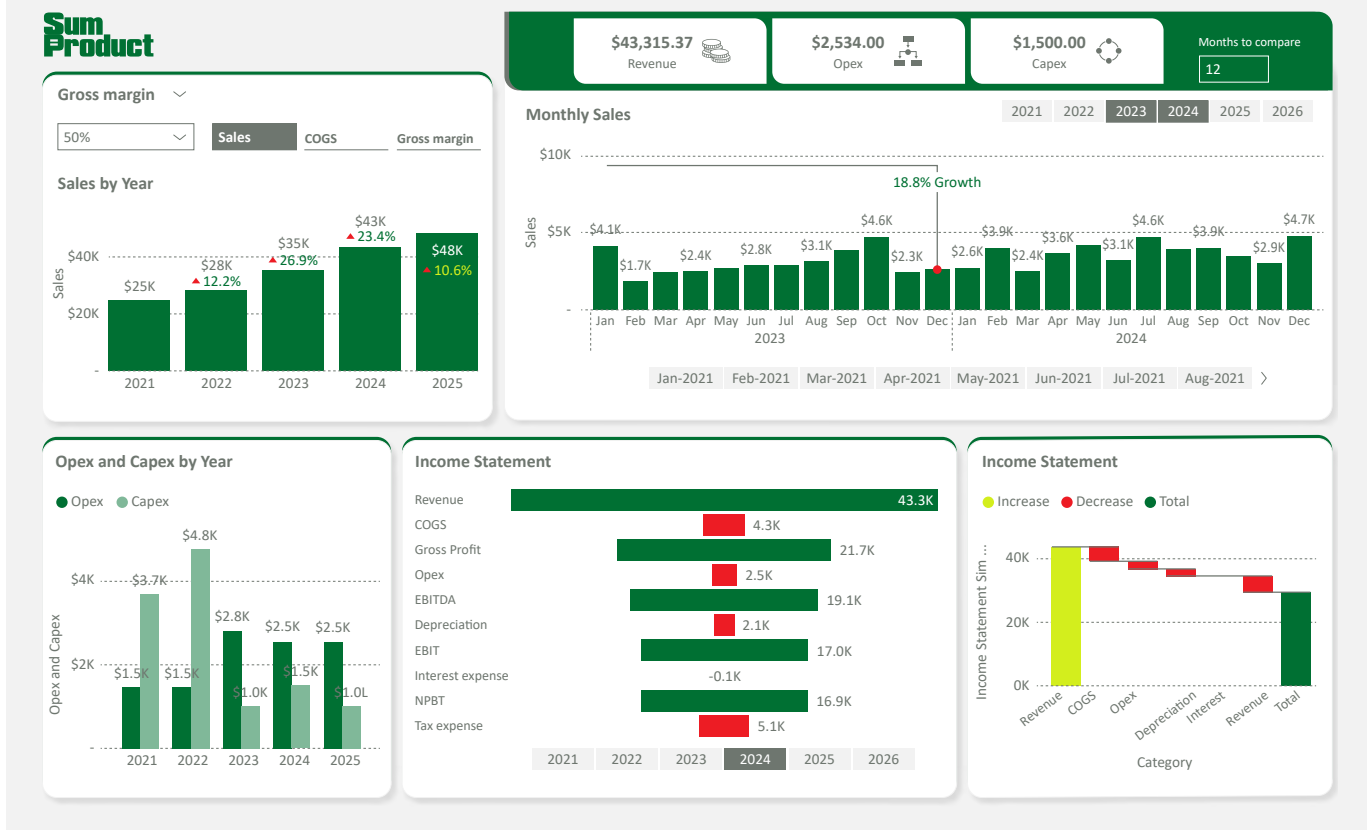 Sum
Product
$43,315.37
Revenue
$2,534.00
Opex
$1,500.00
Capex
Months to compare
12
Gross margin
50%
Sales
COGS
Gross margin
Sales by Year
Sales
$40K
$20K
-
$25K
$28K
12.2%
$35K
26.9%
$43K
23.4%
$48K
10.6%
2021 2022 2023 2024 2025
Monthly Sales
2021 2022 2023 2024 2025 2026
Sales
$10K
$5K
-
18.8% Growth
$4.1K $1.7K $2.4K $2.8K $3.1K $4.6K $2.3K $2.6K $3.9K $2.4K $3.6K $3.1K $4.6K $3.9K $2.9K $4.7K
Jan Feb Mar Apr May Jun Jul Aug Sep Oct Nov Dec Jan Feb Mar Apr May Jun Jul Aug Sep Oct Nov Dec
2023 2024
Jan-2021 Feb-2021 Mar-2021 Apr-2021 May-2021 Jun-2021 Jul-2021 Aug-2021
Opex and Capex by Year
Opex Capex
Opex and Capex
$4K
$2K
-
$1.5K $3.7K $1.5K $4.8K $2.8K $1.0K $2.5K $1.5K $2.5K $1.0L
2021 2022 2023 2024 2025
Income Statement
Revenue 43.3K
COGS 4.3K
Gross Profit 21.7K
Opex 2.5K
EBITDA 19.1K
Depreciation 2.1K
EBIT 17.0K
Interest expense -0.1K
NPBT 16.9K
Tax expense 5.1K
2021 2022 2023 2024 2025 2026
Income Statement
Increase Decrease Total
Income Statement Sim ...
40K
20K
0K
Revenue COGS Opex Depreciation Interest Revenue Total
Category